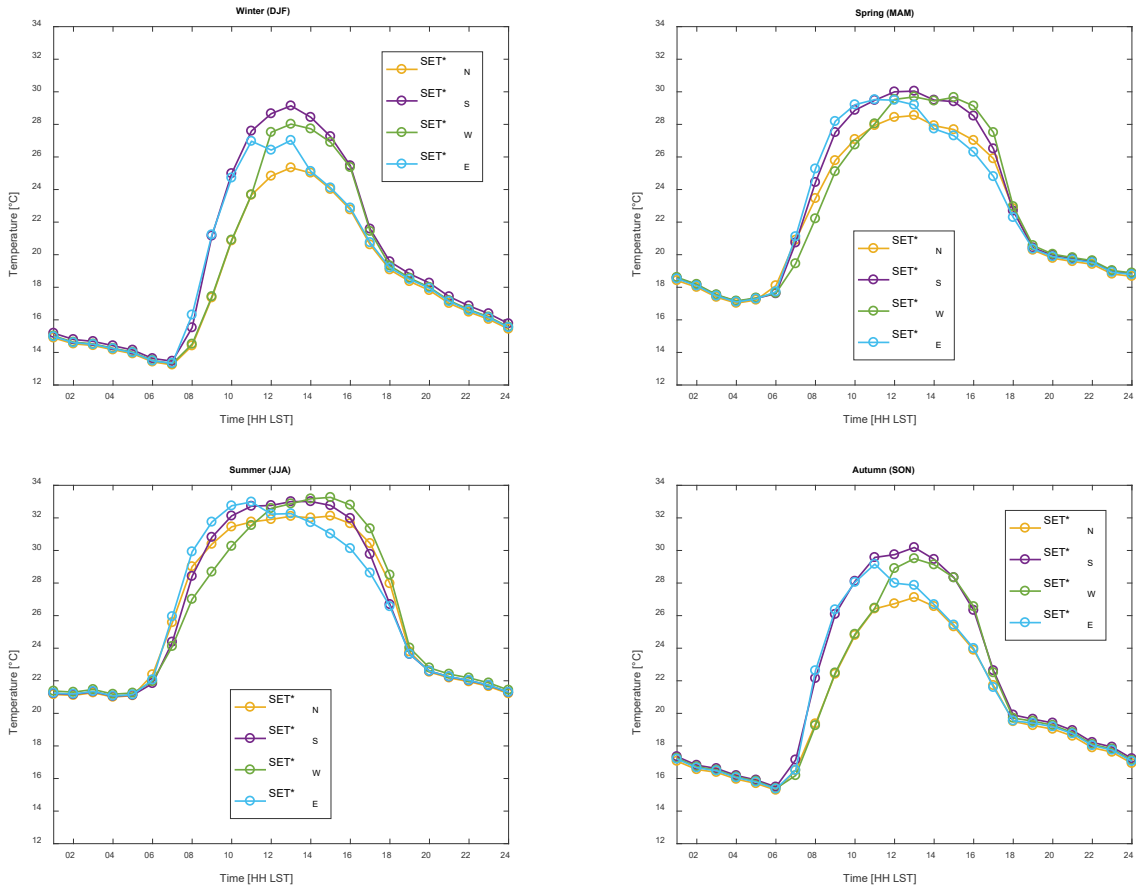 Winter (DJF)
34
32
30
28
26
24
22
20
18
16
14
12
Temperature [°C]
SET* N
SET* S
SET* W
SET* E
02 04 06 08 10 12 14 16 18 20 22 24
Time [HH LST]
Spring (MAM)
34
32
30
28
26
24
22
20
18
16
14
12
Temperature [°C]
SET* N
SET* S
SET* W
SET* E
02 04 06 08 10 12 14 16 18 20 22 24
Time [HH LST]
Summer (JJA)
34
32
30
28
26
24
22
20
18
16
14
12
Temperature [°C]
SET* N
SET* S
SET* W
SET* E
02 04 06 08 10 12 14 16 18 20 22 24
Time [HH LST]
Autumn (SON)
34
32
30
28
26
24
22
20
18
16
14
12
Temperature [°C]
SET* N
SET* S
SET* W
SET* E
02 04 06 08 10 12 14 16 18 20 22 24
Time [HH LST]